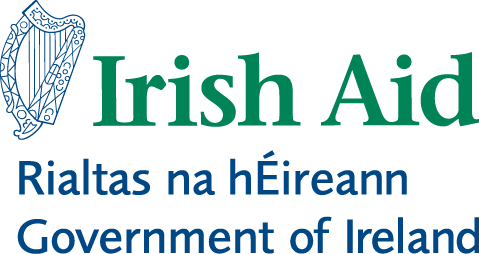 Irish Aid
Rialtas na hÉireann
Government of Ireland